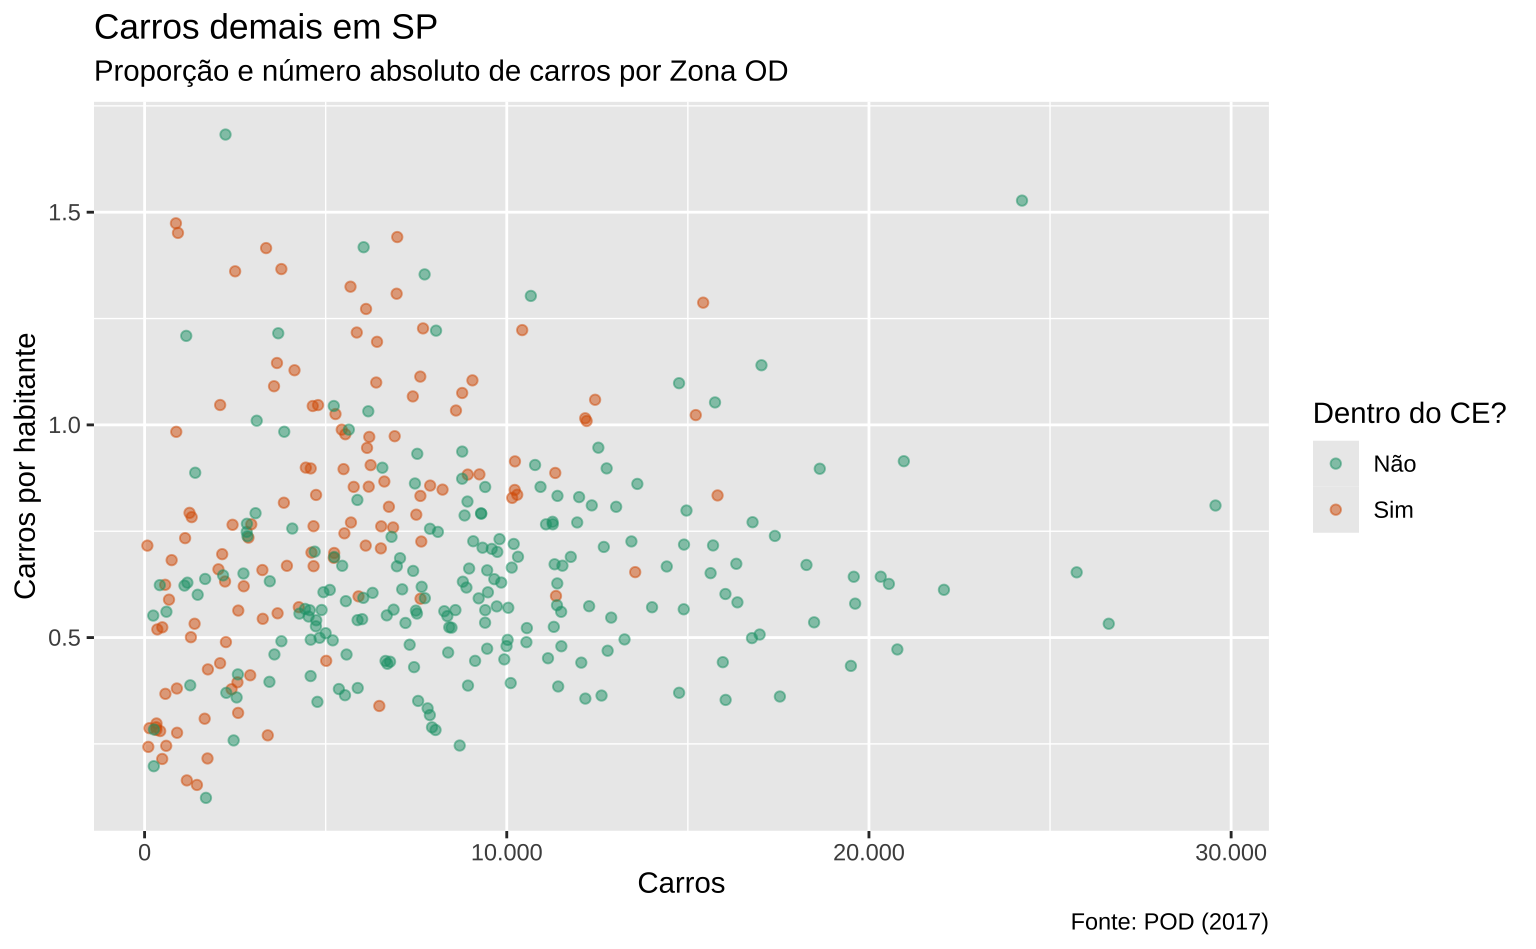 Carros demais em SP
Proporção e número absoluto de carros por Zona OD
Carros por habitante
1.5
1.0
0.5
0
10.000
20.000
30.000
Carros
Dentro do CE?
Não
Sim
Fonte: POD (2017)